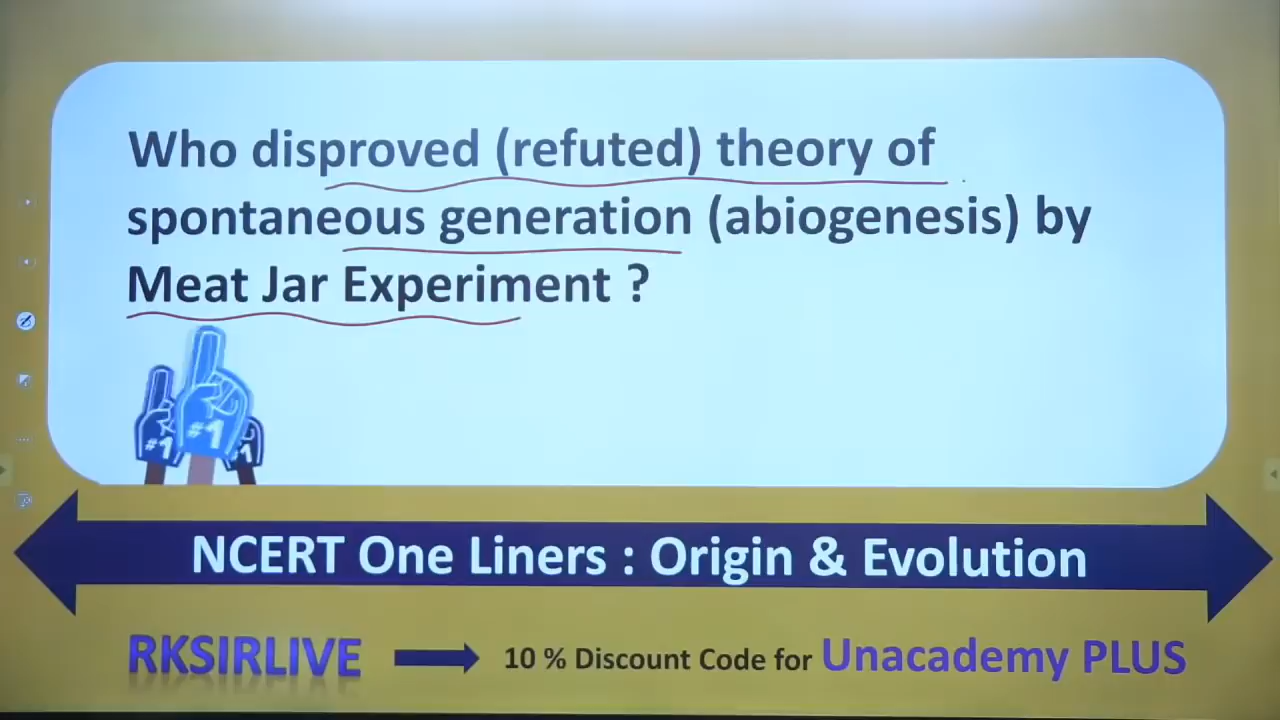 Who disproved (refuted) theory of
spontaneous generation (abiogenesis) by
Meat Jar Experiment ?
#1 #1 1
NCERT One Liners : Origin & Evolution
RKSIRLIVE 10 % Discount Code for Unacademy PLUS